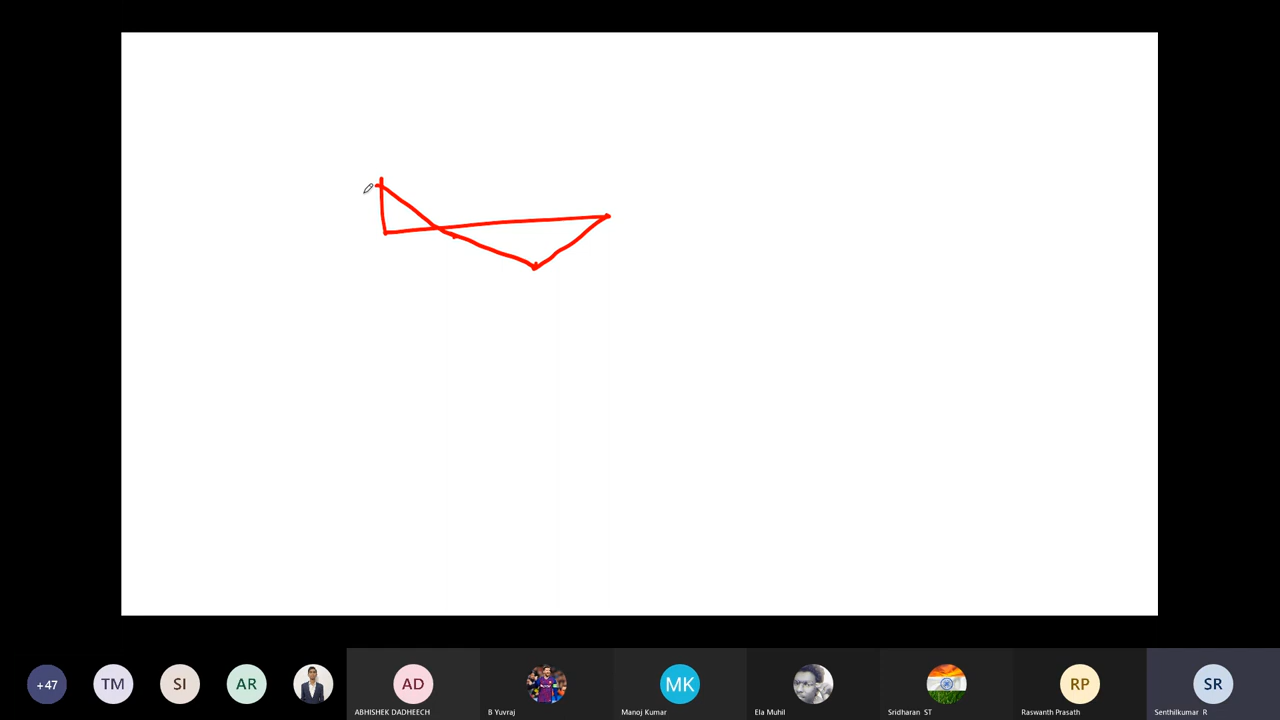 +47 TM SI AR AD MK RP SR
ABHISHEK DADHEECH B Yuvraj Manoj Kumar Ela Muhil Sridharan ST Raswanth Prasath Senthilkumar R